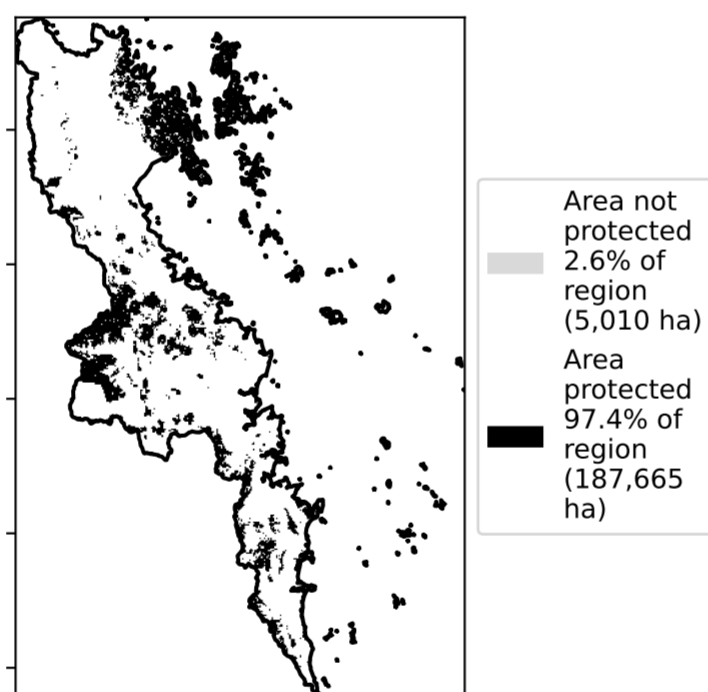 Area not
protected
2.6% of
region
(5,010 ha)
Area
protected
97.4% of
region
(187,665
ha)